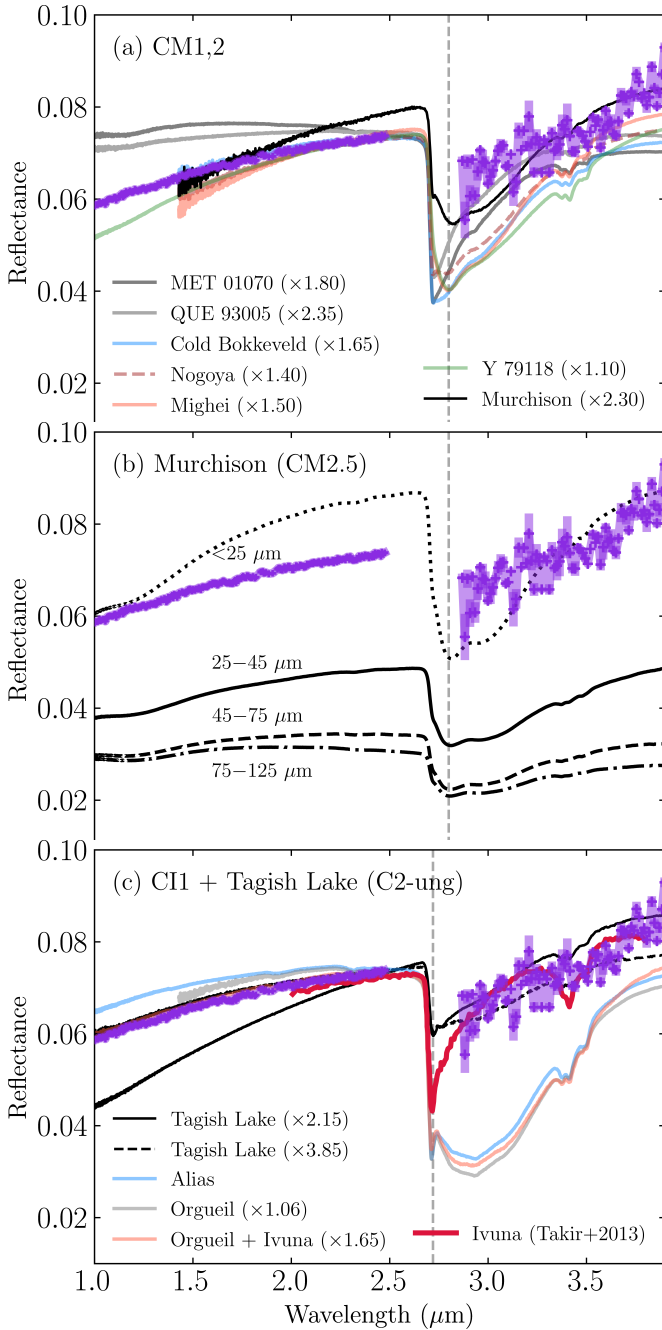 0.10
(a) CM1,2
0.08
0.06
Reflectance
0.04
MET 01070 (×1.80)
QUE 93005 (×2.35)
Cold Bokkeveld (×1.65)
Nogoya (×1.40)
Mighei (×1.50)
Y 79118 (×1.10)
Murchison (×2.30)
0.02
0.10
(b) Murchison (CM2.5)
0.08
<25 μm
0.06
Reflectance
25−45 μm
0.04
45−75 μm
75−125 μm
0.02
0.10
(c) CI1 + Tagish Lake (C2-ung)
0.08
0.06
Reflectance
0.04
Tagish Lake (×2.15)
Tagish Lake (×3.85)
Alias
Orgueil (×1.06)
Orgueil + Ivuna (×1.65)
Ivuna (Takir+2013)
0.02
1.0 1.5 2.0 2.5 3.0 3.5
Wavelength (μm)